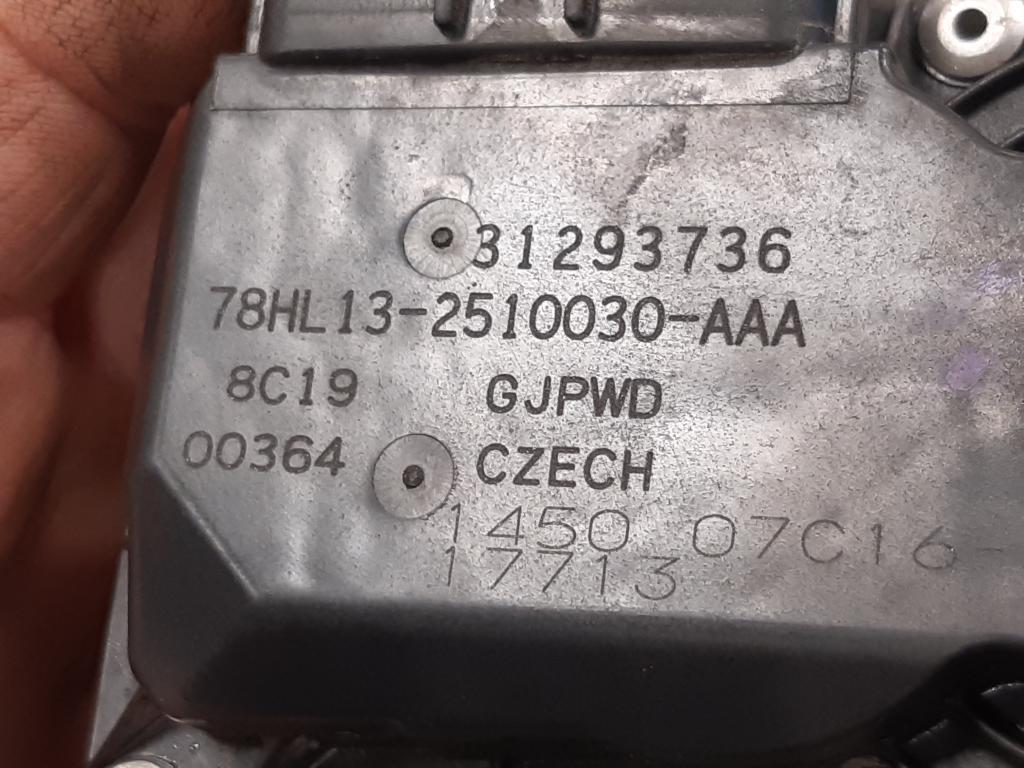 31293736
78HL13-2510030-AAA
8C19 GJPWD
00364 CZECH
1450 07C16-
17713